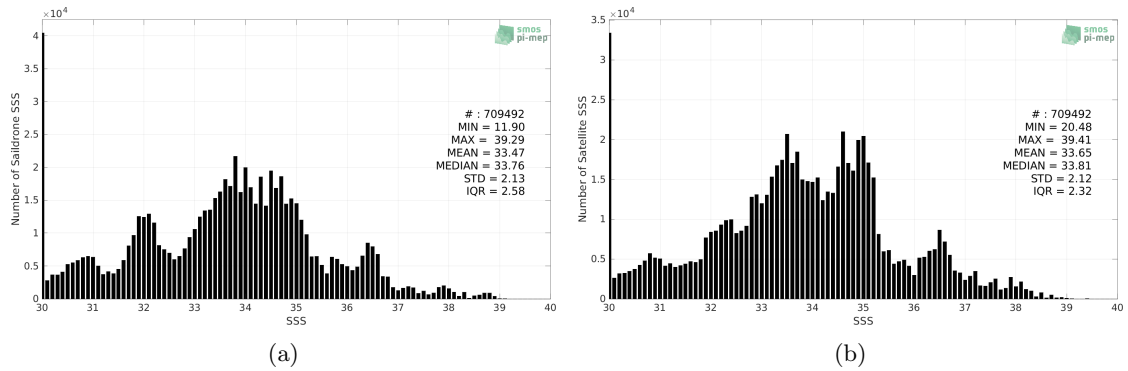 ×10⁴
4
3.5
3
2.5
2
1.5
1
0.5
0
Number of Saildrone SSS
smos
pi-mep
# : 709492
MIN = 11.90
MAX = 39.29
MEAN = 33.47
MEDIAN = 33.76
STD = 2.13
IQR = 2.58
30 31 32 33 34 35 36 37 38 39 40
SSS
(a)
×10⁴
3.5
3
2.5
2
1.5
1
0.5
0
Number of Satellite SSS
smos
pi-mep
# : 709492
MIN = 20.48
MAX = 39.41
MEAN = 33.65
MEDIAN = 33.81
STD = 2.12
IQR = 2.32
30 31 32 33 34 35 36 37 38 39 40
SSS
(b)